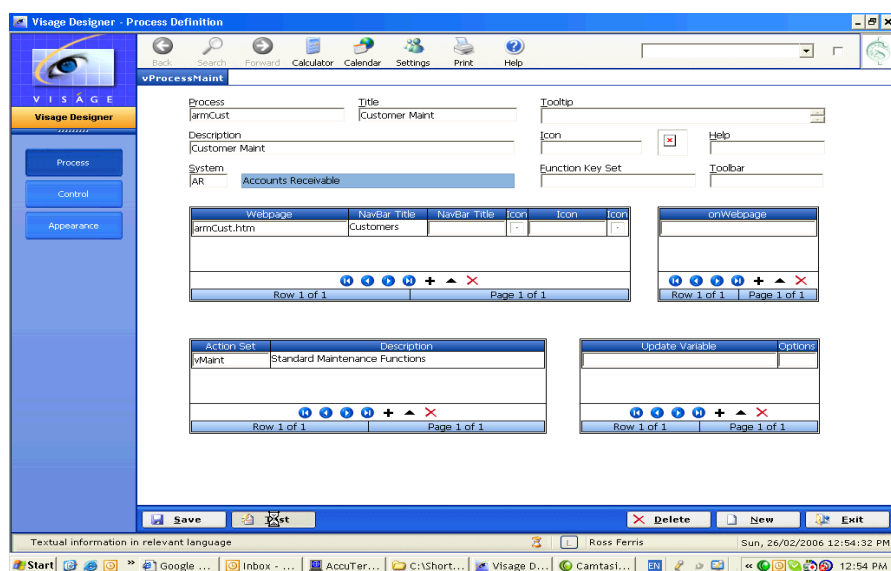 Visage Designer - Process Definition
Back Search Forward Calculator Calendar Settings Print Help
vProcessMaint
VISÁGE
Visage Designer
Process
Control
Appearance
Process Title Tooltip
armCust Customer Maint
Description Icon Help
Customer Maint
System Function Key Set Toolbar
AR Accounts Receivable
Webpage NavBar Title NavBar Title Icon Icon Icon onWebpage
armCust.htm Customers
Row 1 of 1 Page 1 of 1 Row 1 of 1 Page 1 of 1
Action Set Description Update Variable Options
vMaint Standard Maintenance Functions
Row 1 of 1 Page 1 of 1 Row 1 of 1 Page 1 of 1
Save Delete New Exit
Textual information in relevant language L Ross Ferris Sun, 26/02/2006 12:54:32 PM
Start Google ... Inbox - ... AccuTer... C:\Short... Visage D... Camtasi... EN 12:54 PM